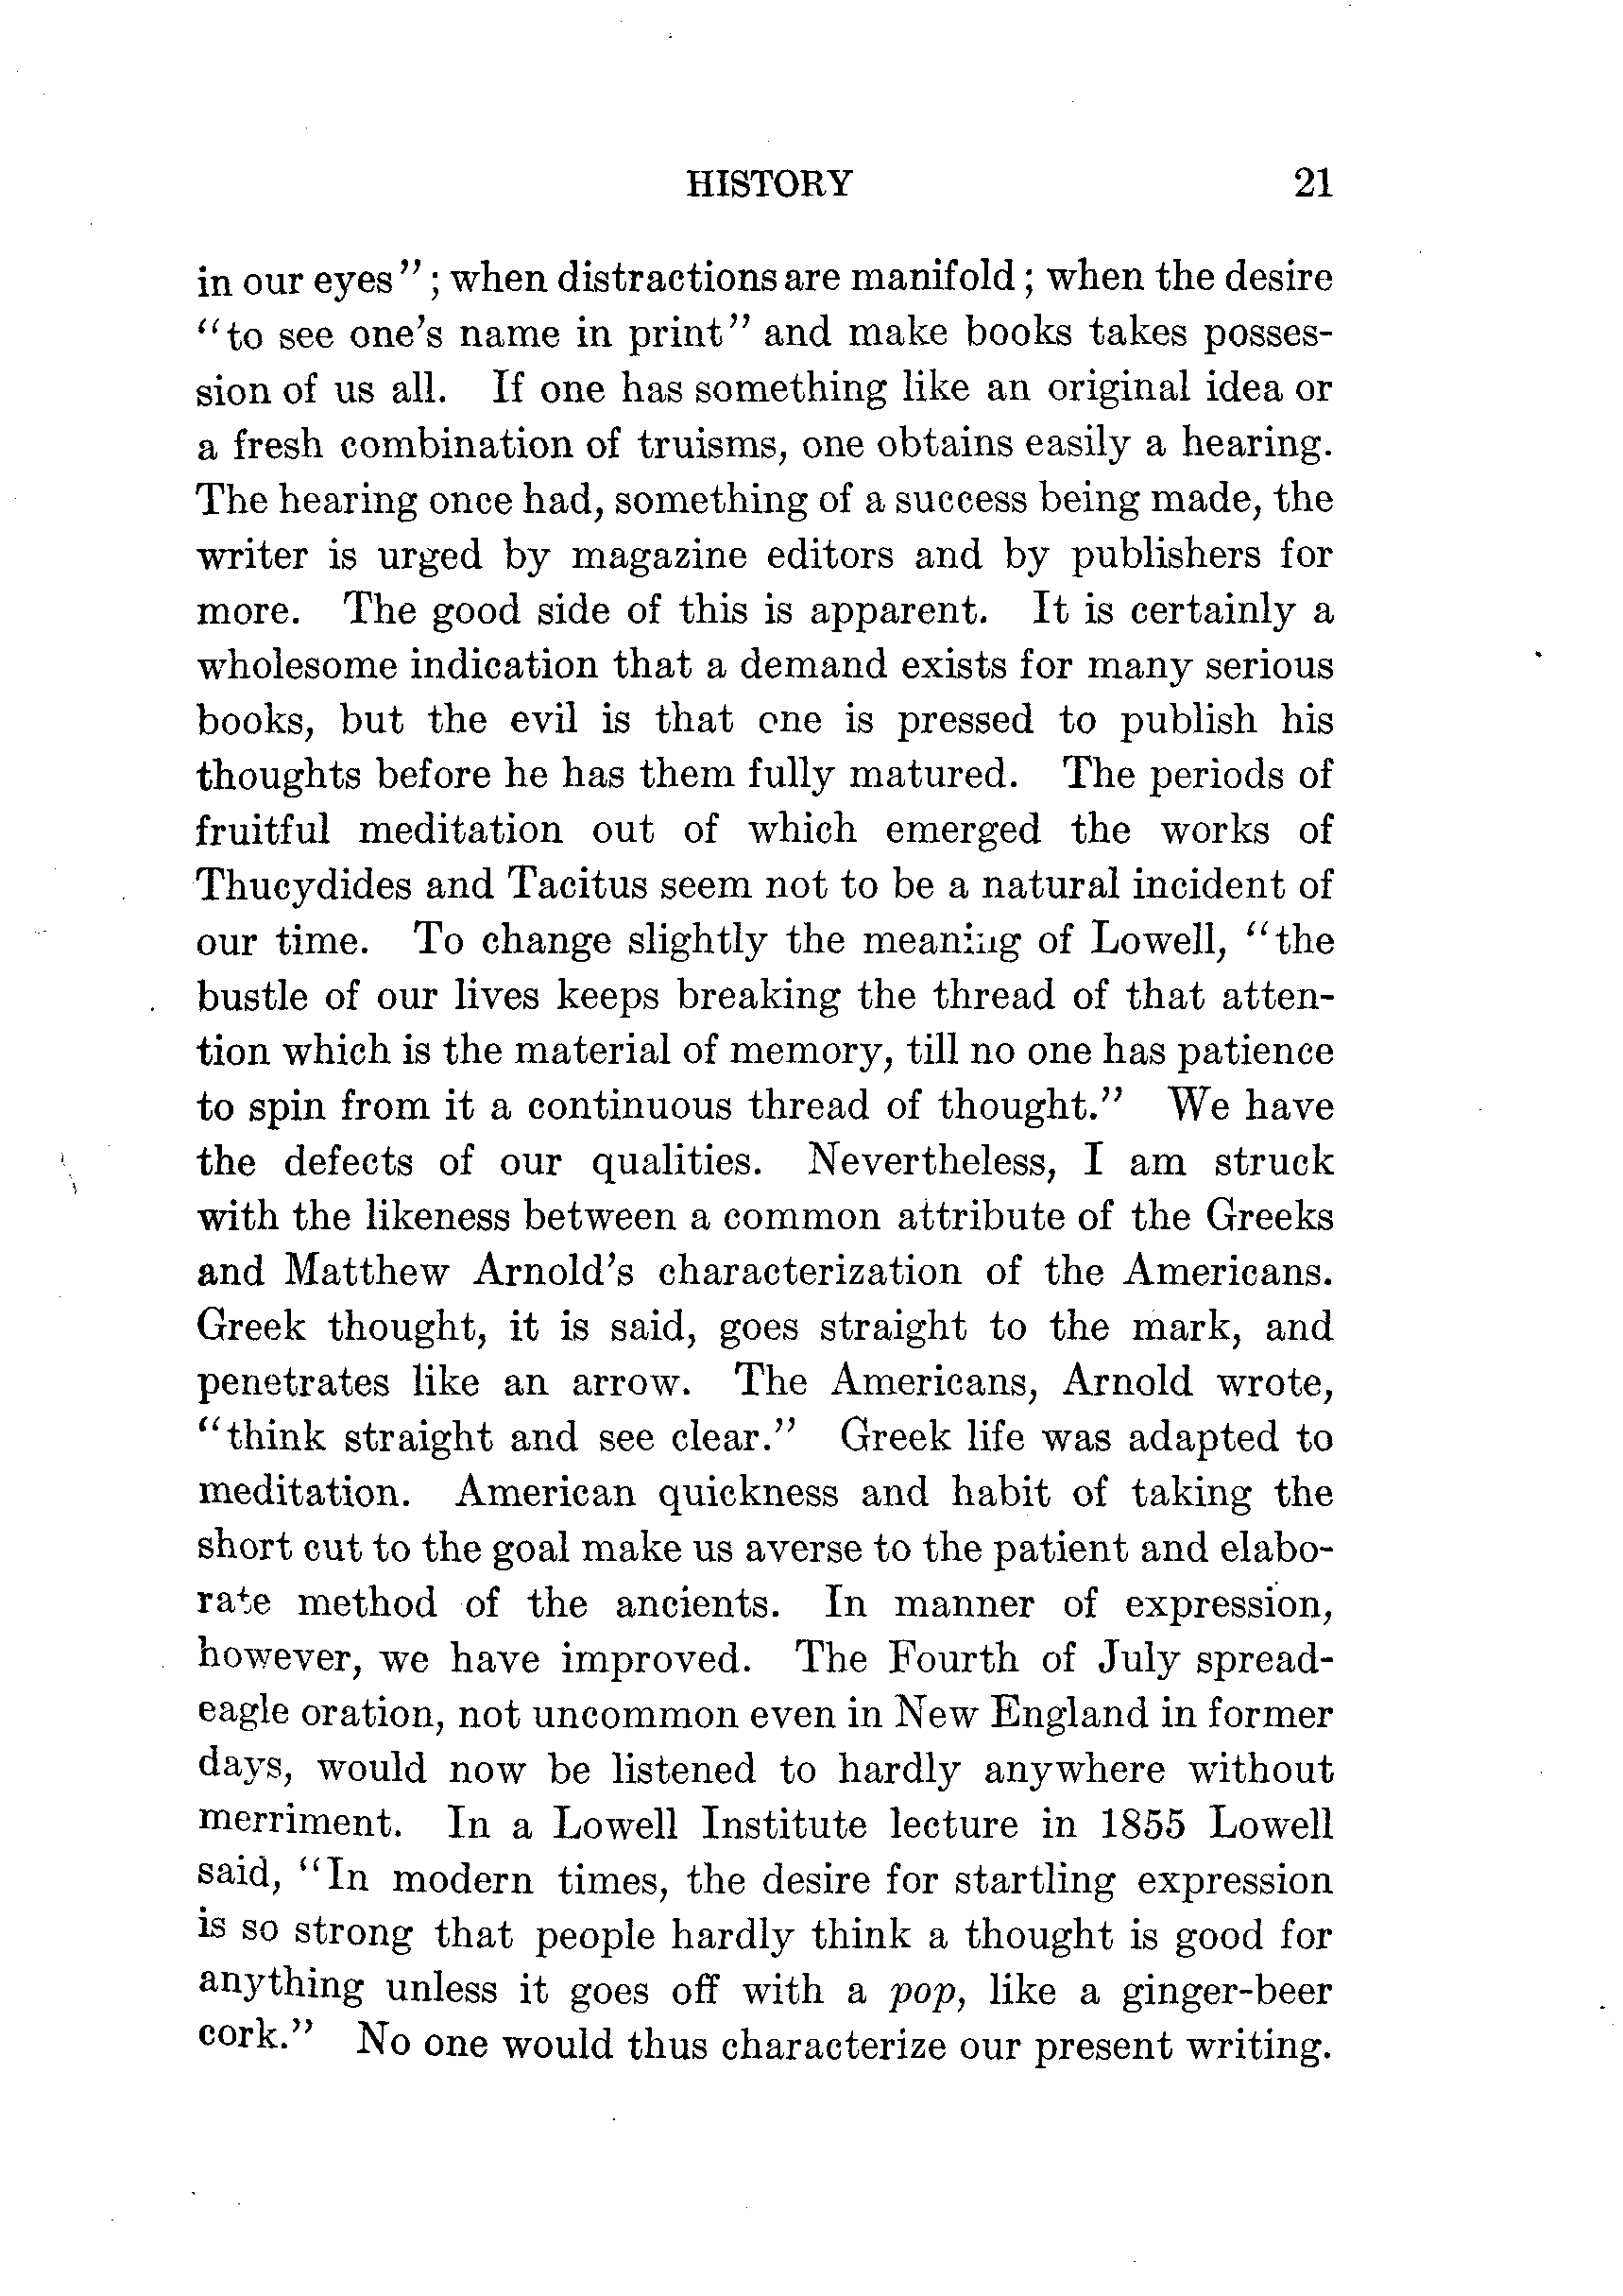 HISTORY 21
in our eyes"; when distractions are manifold; when the desire
"to see one's name in print" and make books takes posses-
sion of us all. If one has something like an original idea or
a fresh combination of truisms, one obtains easily a hearing.
The hearing once had, something of a success being made, the
writer is urged by magazine editors and by publishers for
more. The good side of this is apparent. It is certainly a
wholesome indication that a demand exists for many serious
books, but the evil is that one is pressed to publish his
thoughts before he has them fully matured. The periods of
fruitful meditation out of which emerged the works of
Thucydides and Tacitus seem not to be a natural incident of
our time. To change slightly the meaning of Lowell, "the
bustle of our lives keeps breaking the thread of that atten-
tion which is the material of memory, till no one has patience
to spin from it a continuous thread of thought." We have
the defects of our qualities. Nevertheless, I am struck
with the likeness between a common attribute of the Greeks
and Matthew Arnold's characterization of the Americans.
Greek thought, it is said, goes straight to the mark, and
penetrates like an arrow. The Americans, Arnold wrote,
"think straight and see clear." Greek life was adapted to
meditation. American quickness and habit of taking the
short cut to the goal make us averse to the patient and elabo-
rate method of the ancients. In manner of expression,
however, we have improved. The Fourth of July spread-
eagle oration, not uncommon even in New England in former
days, would now be listened to hardly anywhere without
merriment. In a Lowell Institute lecture in 1855 Lowell
said, "In modern times, the desire for startling expression
is so strong that people hardly think a thought is good for
anything unless it goes off with a pop, like a ginger-beer
cork." No one would thus characterize our present writing.